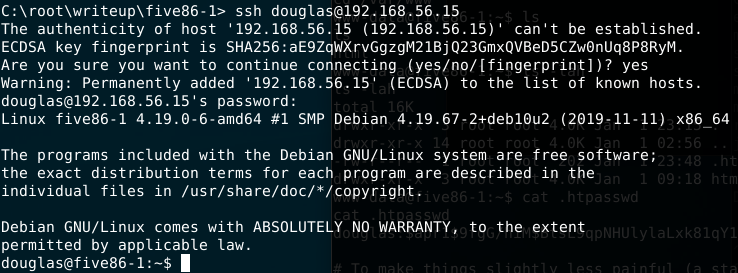 C:\root\writeup\five86-1> ssh douglas@192.168.56.15
The authenticity of host '192.168.56.15 (192.168.56.15)' can't be established.
ECDSA key fingerprint is SHA256:aE9ZqWXrvGgzgM21BjQ23GmxQVBeD5CZw0nUq8P8RyM.
Are you sure you want to continue connecting (yes/no/[fingerprint])? yes
Warning: Permanently added '192.168.56.15' (ECDSA) to the list of known hosts.
douglas@192.168.56.15's password:
Linux five86-1 4.19.0-6-amd64 #1 SMP Debian 4.19.67-2+deb10u2 (2019-11-11) x86_64

The programs included with the Debian GNU/Linux system are free software;
the exact distribution terms for each program are described in the
individual files in /usr/share/doc/*/copyright.

Debian GNU/Linux comes with ABSOLUTELY NO WARRANTY, to the extent
permitted by applicable law.
douglas@five86-1:~$